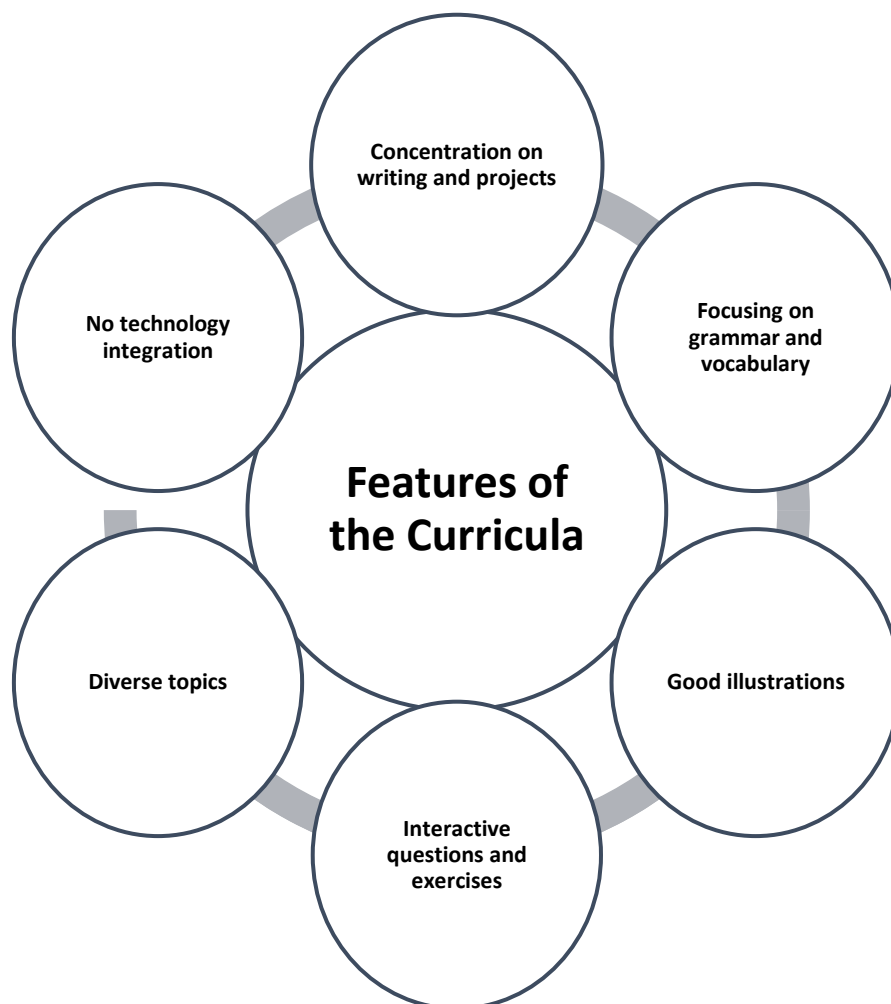 Concentration on
writing and projects
Focusing on
grammar and
vocabulary
Good illustrations
Interactive
questions and
exercises
Diverse topics
No technology
integration
Features of
the Curricula